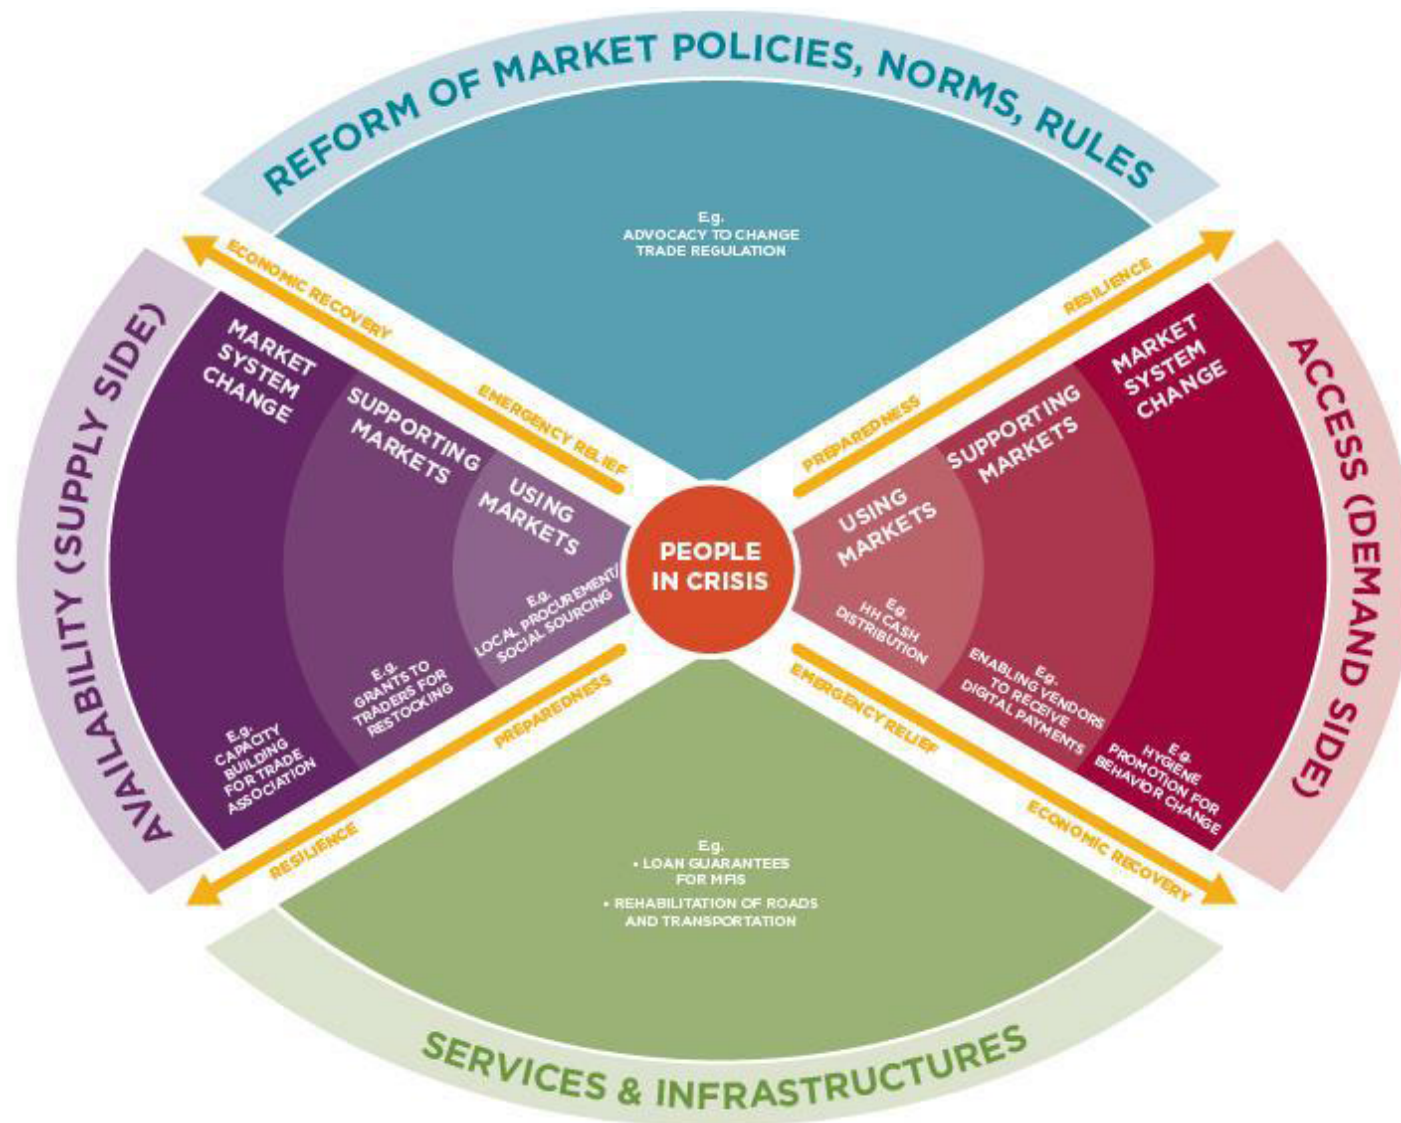 REFORM OF MARKET POLICIES, NORMS, RULES
E.g.
ADVOCACY TO CHANGE
TRADE REGULATION
ECONOMIC RECOVERY
EMERGENCY RELIEF
PREPAREDNESS
RESILIENCE
AVAILABILITY (SUPPLY SIDE)
MARKET
SYSTEM
CHANGE
SUPPORTING
MARKETS
USING
MARKETS
E.g.
CAPACITY
BUILDING
FOR TRADE
ASSOCIATION
E.g.
GRANTS TO
TRADERS FOR
RESTOCKING
E.g.
LOCAL PROCUREMENT/
SOCIAL SOURCING
PEOPLE
IN CRISIS
USING
MARKETS
SUPPORTING
MARKETS
MARKET
SYSTEM
CHANGE
E.g.
HH CASH
DISTRIBUTION
E.g.
ENABLING VENDORS
TO RECEIVE
DIGITAL PAYMENTS
E.g.
HYGIENE
PROMOTION FOR
BEHAVIOR CHANGE
ACCESS (DEMAND SIDE)
RESILIENCE
PREPAREDNESS
EMERGENCY RELIEF
ECONOMIC RECOVERY
E.g.
• LOAN GUARANTEES
FOR MFIS
• REHABILITATION OF ROADS
AND TRANSPORTATION
SERVICES & INFRASTRUCTURES